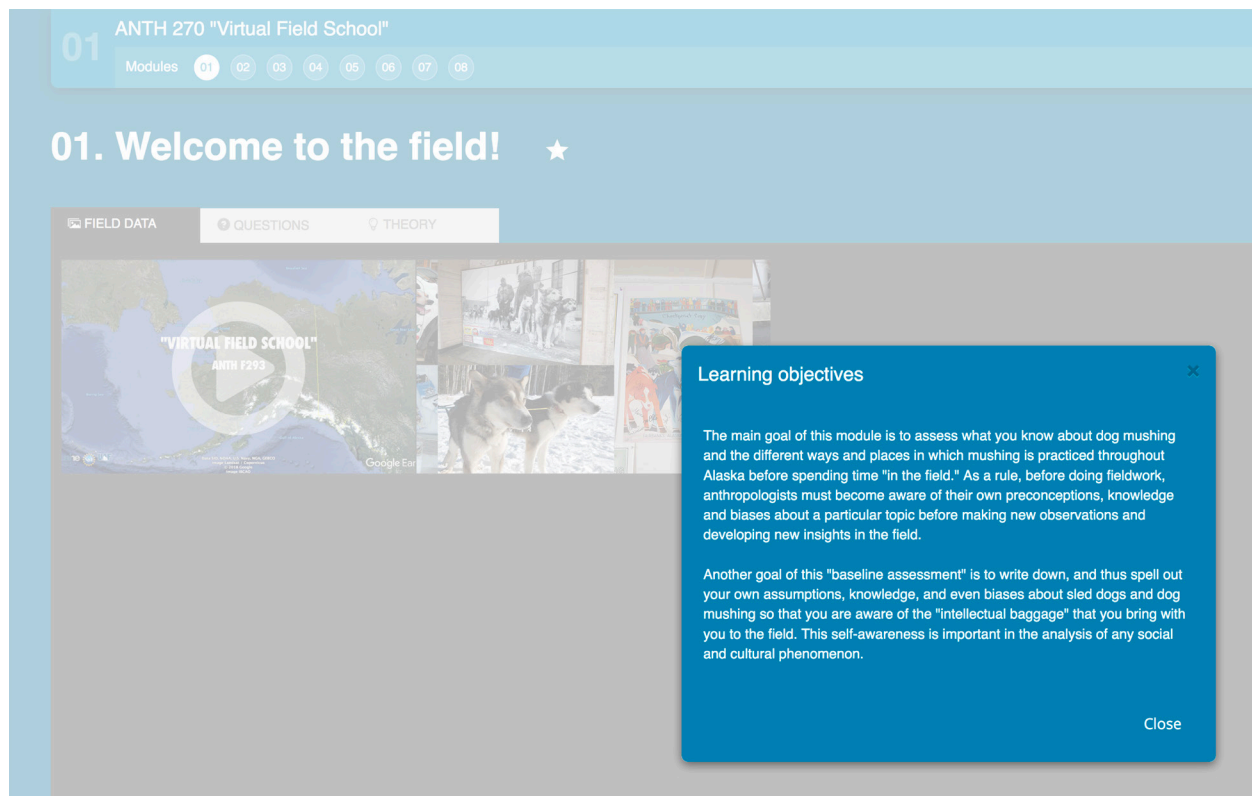 01
ANTH 270 "Virtual Field School"
Modules 01 02 03 04 05 06 07 08
01. Welcome to the field!
FIELD DATA
QUESTIONS
THEORY
"VIRTUAL FIELD SCHOOL"
ANTH F293
Google Ear
Learning objectives
The main goal of this module is to assess what you know about dog mushing
and the different ways and places in which mushing is practiced throughout
Alaska before spending time "in the field." As a rule, before doing fieldwork,
anthropologists must become aware of their own preconceptions, knowledge
and biases about a particular topic before making new observations and
developing new insights in the field.
Another goal of this "baseline assessment" is to write down, and thus spell out
your own assumptions, knowledge, and even biases about sled dogs and dog
mushing so that you are aware of the "intellectual baggage" that you bring with
you to the field. This self-awareness is important in the analysis of any social
and cultural phenomenon.
Close